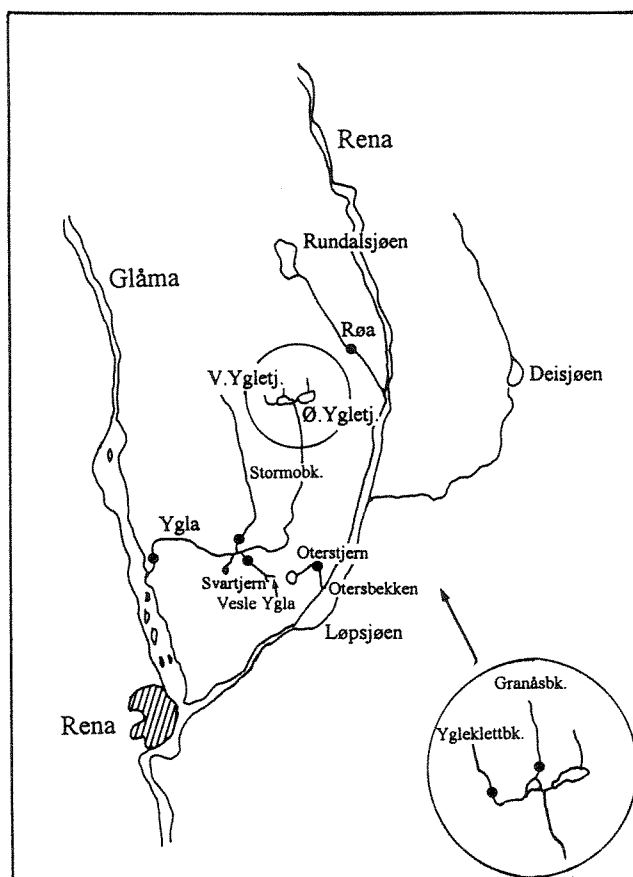 Rena
Rundalsjøen
Glåma
Røa
Deisjøen
V.Ygletj.
Ø.Ygletj.
Stormobk.
Ygla
Oterstjern
Svartjern
Vesle Ygla
Otersbekken
Løpsjøen
Granåsbk.
Rena
Ygleklettbk.